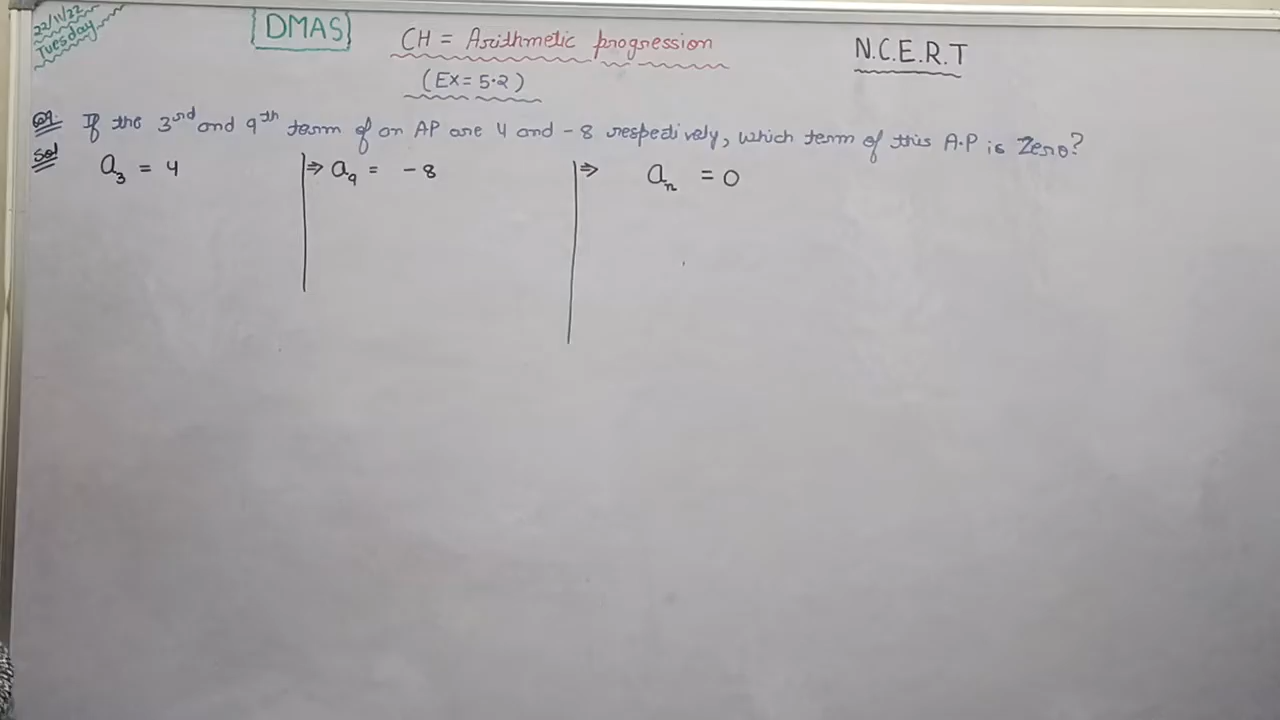 22/11/22
Tuesday
[DMAS]
CH = Arithmetic progression
N.C.E.R.T
(Ex = 5.2)
Q9. If the 3rd and 9th term of an AP are 4 and -8 respectively, which term of this A.P is Zero?
Sol
a₃ = 4 ⇒ a₉ = -8 ⇒ aₙ = 0